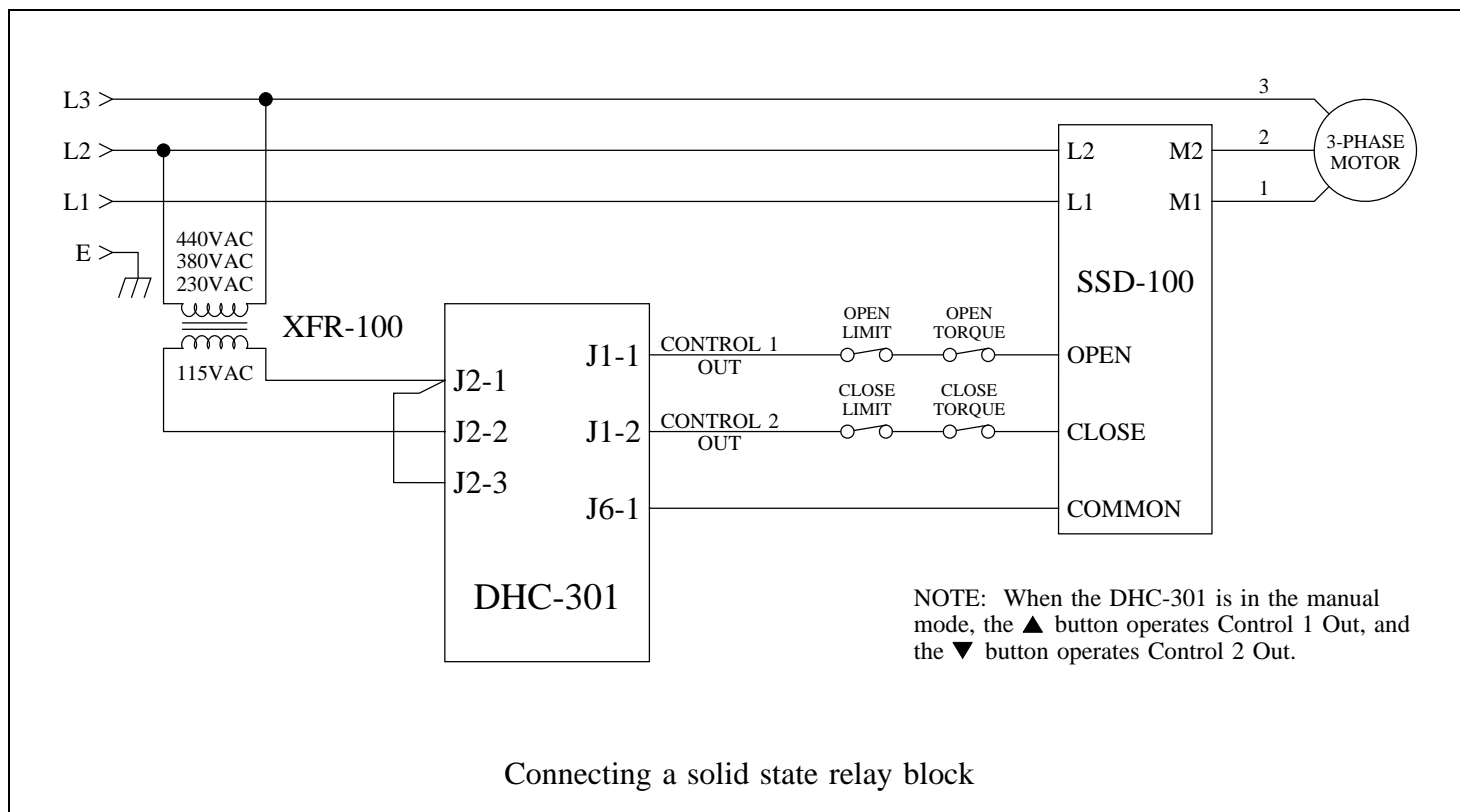 L3
3
L2
L2
M2
2
3-PHASE
MOTOR
L1
L1
M1
1
E
440VAC
380VAC
230VAC
XFR-100
115VAC
SSD-100
J2-1
J2-2
J2-3
J1-1
J1-2
J6-1
DHC-301
CONTROL 1
OUT
OPEN
LIMIT
OPEN
TORQUE
OPEN
CONTROL 2
OUT
CLOSE
LIMIT
CLOSE
TORQUE
CLOSE
COMMON
NOTE: When the DHC-301 is in the manual
mode, the ▲ button operates Control 1 Out, and
the ▼ button operates Control 2 Out.
Connecting a solid state relay block